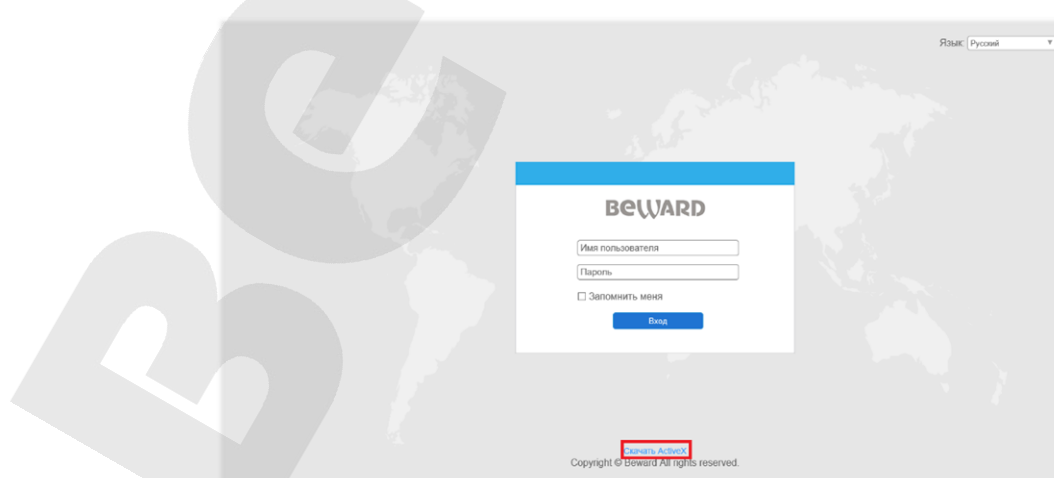 Язык: Русский
BEWARD
Имя пользователя
Пароль
Запомнить меня
Вход
Скачать ActiveX
Copyright © Beward All rights reserved.